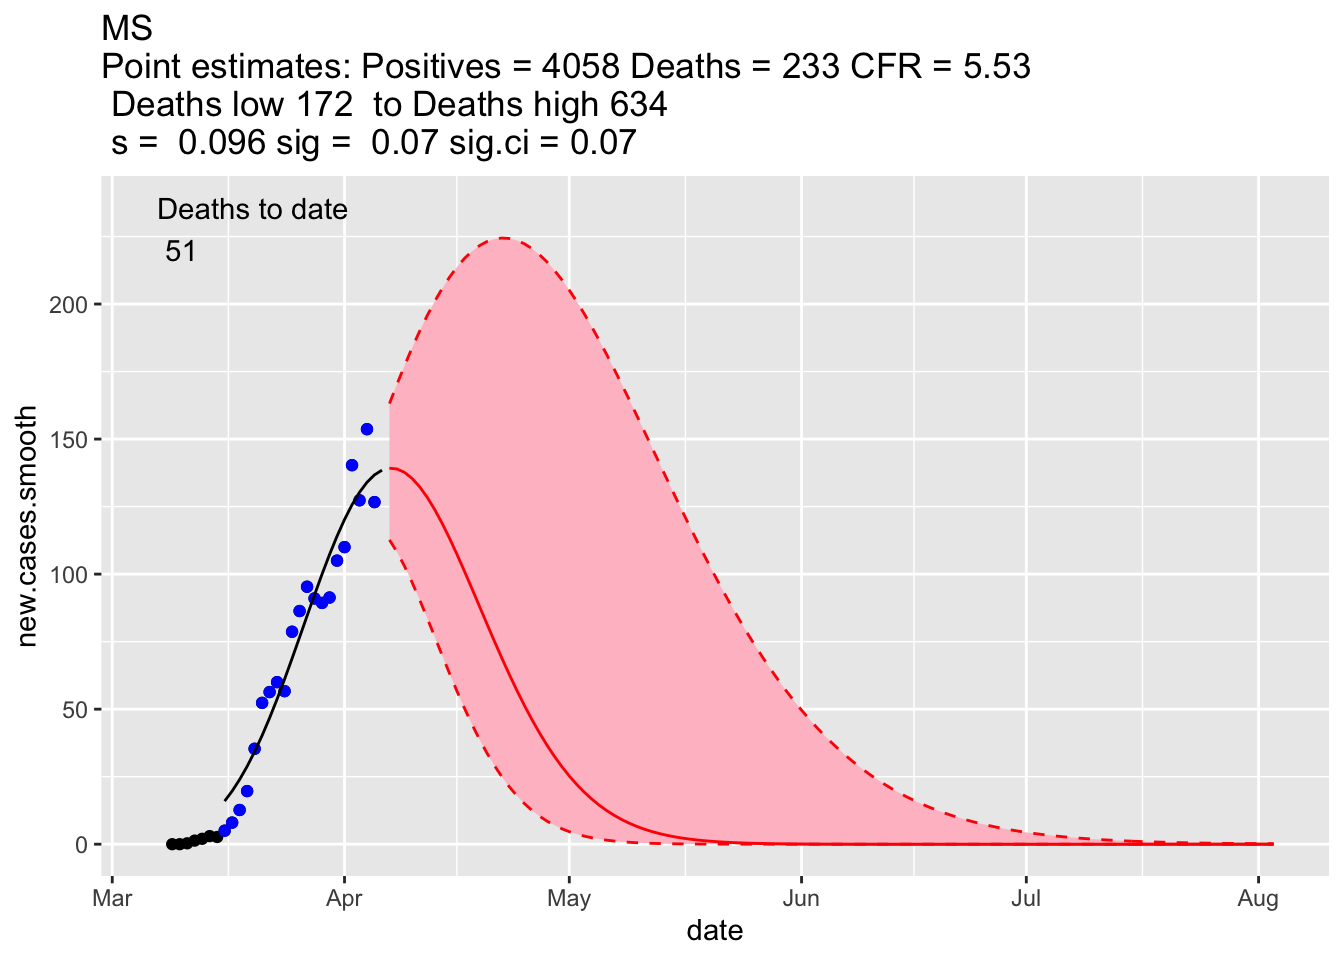 MS
Point estimates: Positives = 4058 Deaths = 233 CFR = 5.53
Deaths low 172  to Deaths high 634
s =  0.096 sig =  0.07 sig.ci = 0.07
Deaths to date
51
200
150
100
50
0
new.cases.smooth
Mar Apr May Jun Jul Aug
date